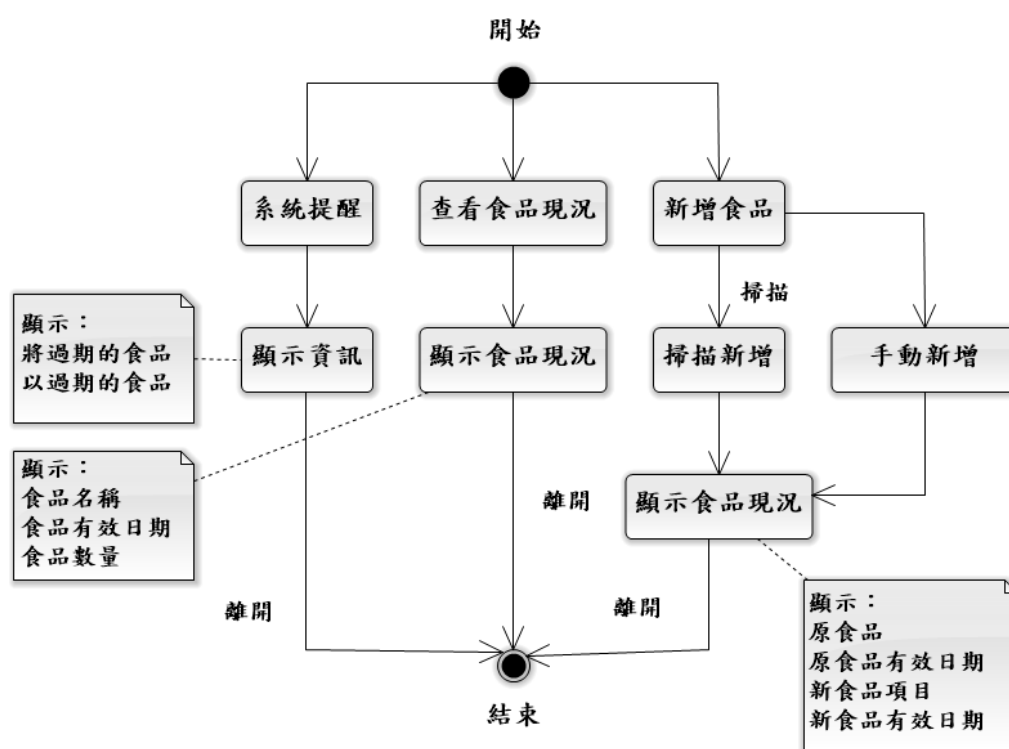 開始
系統提醒
查看食品現況
新增食品
掃描
顯示：
將過期的食品
以過期的食品
顯示資訊
顯示食品現況
掃描新增
手動新增
顯示：
食品名稱
食品有效日期
食品數量
離開
顯示食品現況
離開
離開
顯示：
原食品
原食品有效日期
新食品項目
新食品有效日期
結束